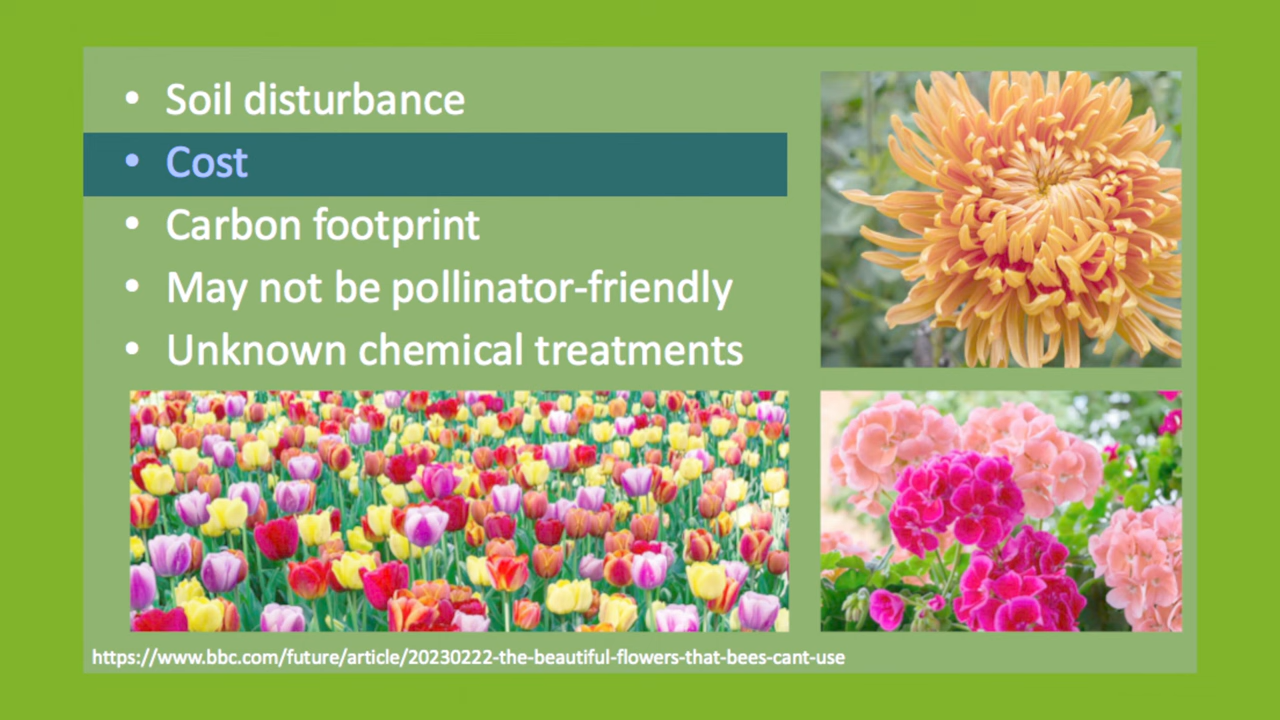 • Soil disturbance
• Cost
• Carbon footprint
• May not be pollinator-friendly
• Unknown chemical treatments
https://www.bbc.com/future/article/20230222-the-beautiful-flowers-that-bees-cant-use